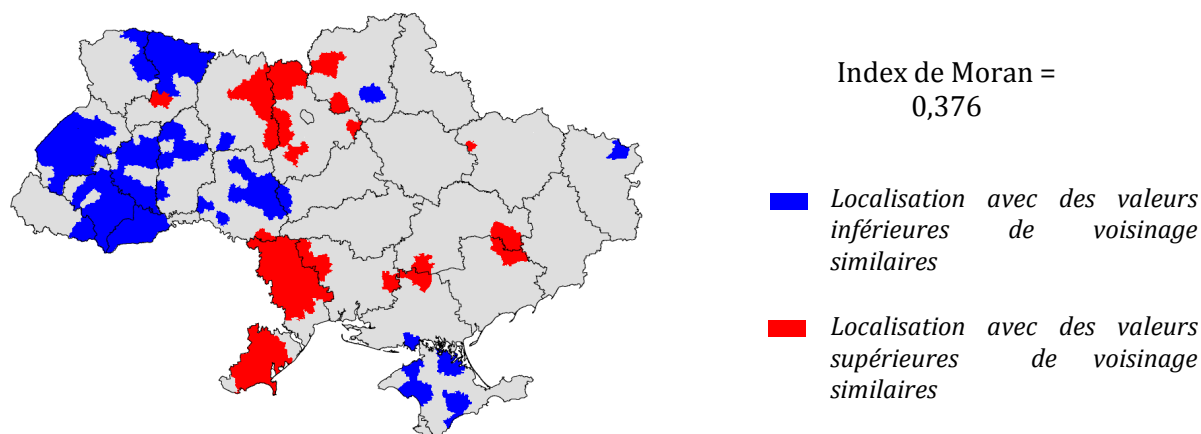 Index de Moran =
0,376
Localisation avec des valeurs
inférieures de voisinage
similaires
Localisation avec des valeurs
supérieures de voisinage
similaires